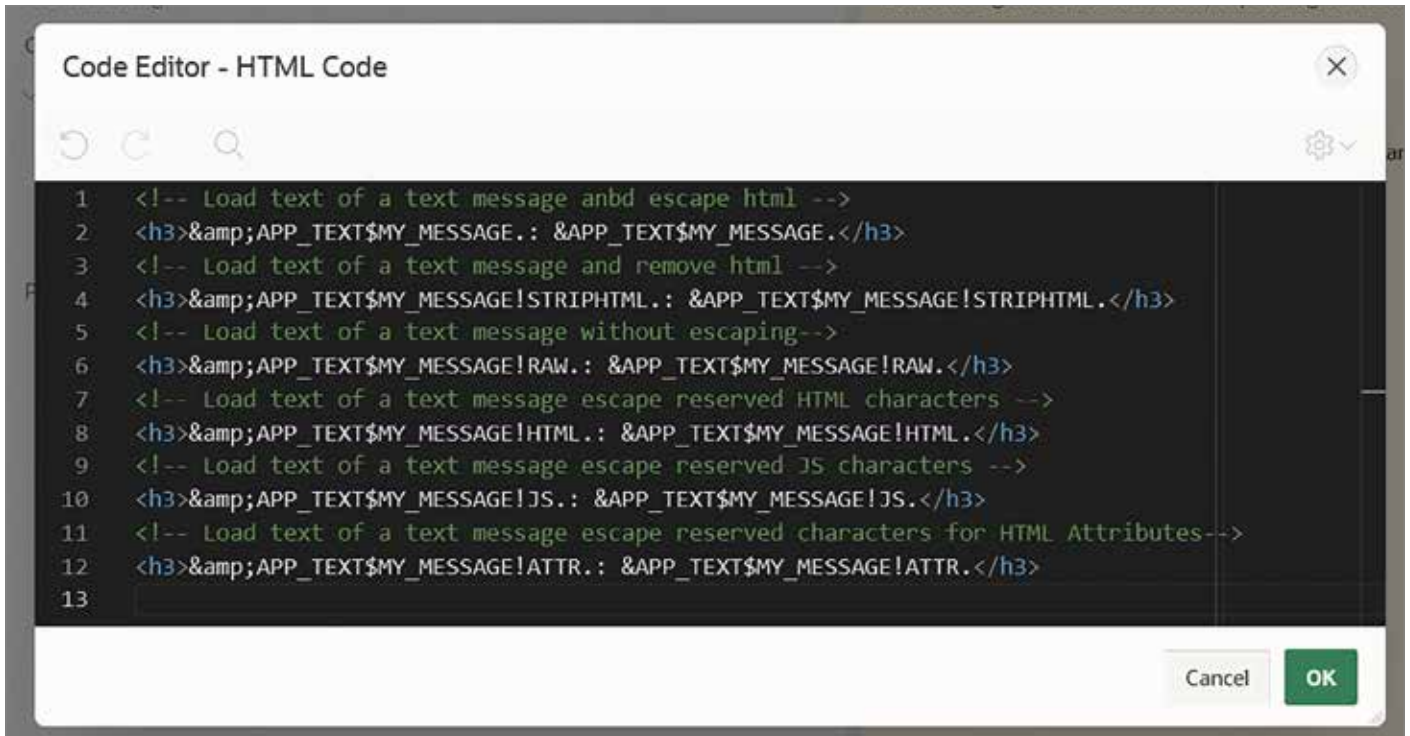 Code Editor - HTML Code
1 <!-- Load text of a text message anbd escape html -->
2 <h3>&amp;APP_TEXT$MY_MESSAGE.: &APP_TEXT$MY_MESSAGE.</h3>
3 <!-- Load text of a text message and remove html -->
4 <h3>&amp;APP_TEXT$MY_MESSAGE!STRIPHTML.: &APP_TEXT$MY_MESSAGE!STRIPHTML.</h3>
5 <!-- Load text of a text message without escaping-->
6 <h3>&amp;APP_TEXT$MY_MESSAGE!RAW.: &APP_TEXT$MY_MESSAGE!RAW.</h3>
7 <!-- Load text of a text message escape reserved HTML characters -->
8 <h3>&amp;APP_TEXT$MY_MESSAGE!HTML.: &APP_TEXT$MY_MESSAGE!HTML.</h3>
9 <!-- Load text of a text message escape reserved JS characters -->
10 <h3>&amp;APP_TEXT$MY_MESSAGE!JS.: &APP_TEXT$MY_MESSAGE!JS.</h3>
11 <!-- Load text of a text message escape reserved characters for HTML Attributes-->
12 <h3>&amp;APP_TEXT$MY_MESSAGE!ATTR.: &APP_TEXT$MY_MESSAGE!ATTR.</h3>
13
Cancel OK